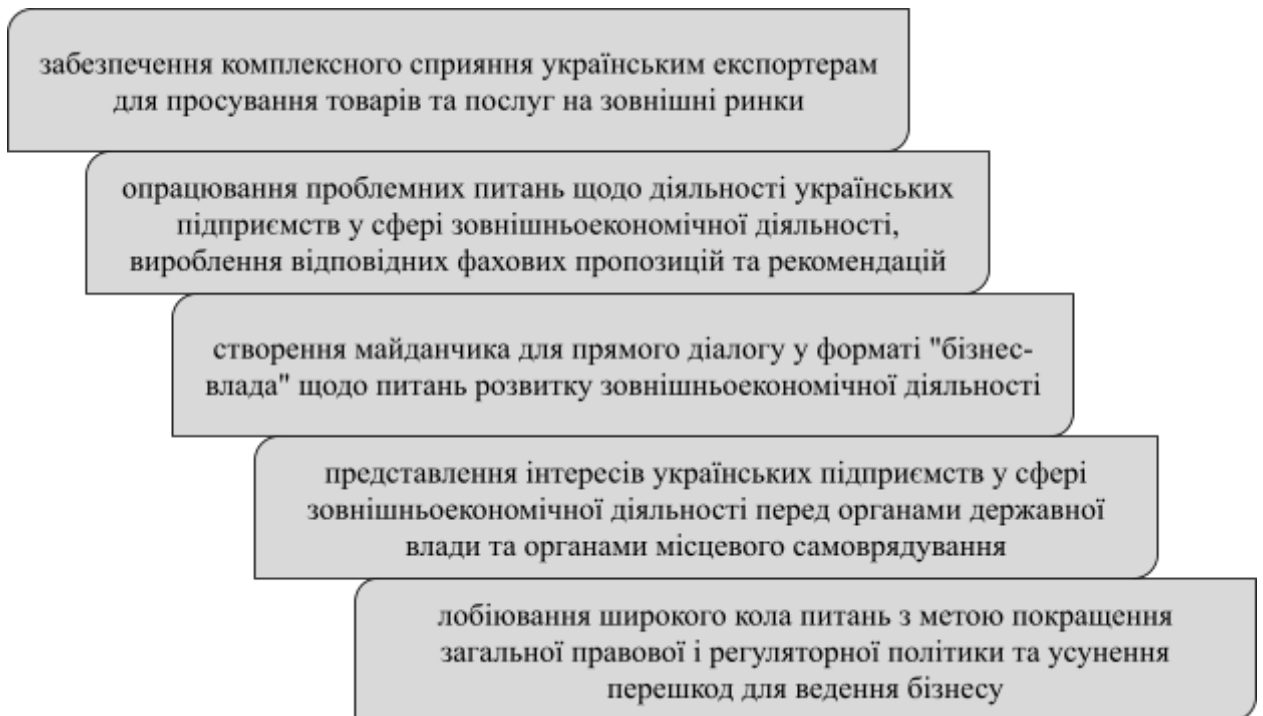 забезпечення комплексного сприяння українським експортерам
для просування товарів та послуг на зовнішні ринки
опрацювання проблемних питань щодо діяльності українських
підприємств у сфері зовнішньоекономічної діяльності,
вироблення відповідних фахових пропозицій та рекомендацій
створення майданчика для прямого діалогу у форматі "бізнес-
влада" щодо питань розвитку зовнішньоекономічної діяльності
представлення інтересів українських підприємств у сфері
зовнішньоекономічної діяльності перед органами державної
влади та органами місцевого самоврядування
лобіювання широкого кола питань з метою покращення
загальної правової і регуляторної політики та усунення
перешкод для ведення бізнесу